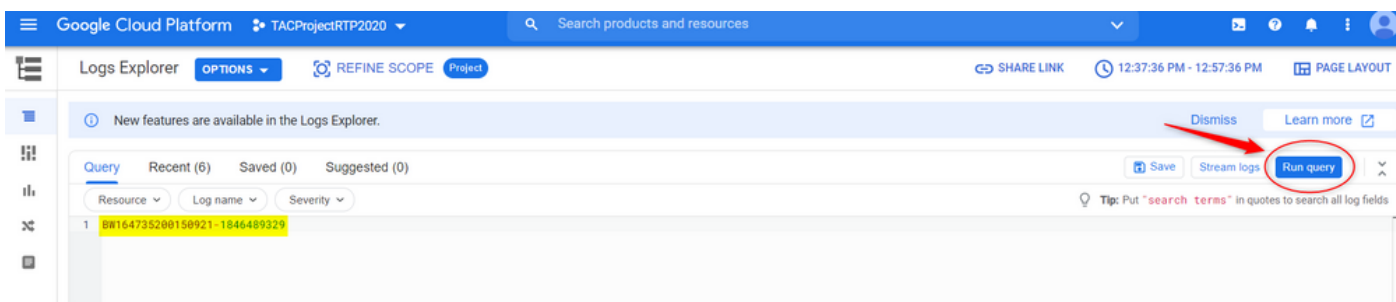 Google Cloud Platform TACProjectRTP2020 Search products and resources
Logs Explorer OPTIONS REFINE SCOPE Project SHARE LINK 12:37:36 PM - 12:57:36 PM PAGE LAYOUT
New features are available in the Logs Explorer. Dismiss Learn more
Query Recent (6) Saved (0) Suggested (0) Save Stream logs Run query
Resource Log name Severity Tip: Put "search terms" in quotes to search all log fields
1 BW164735200150921-1846489329